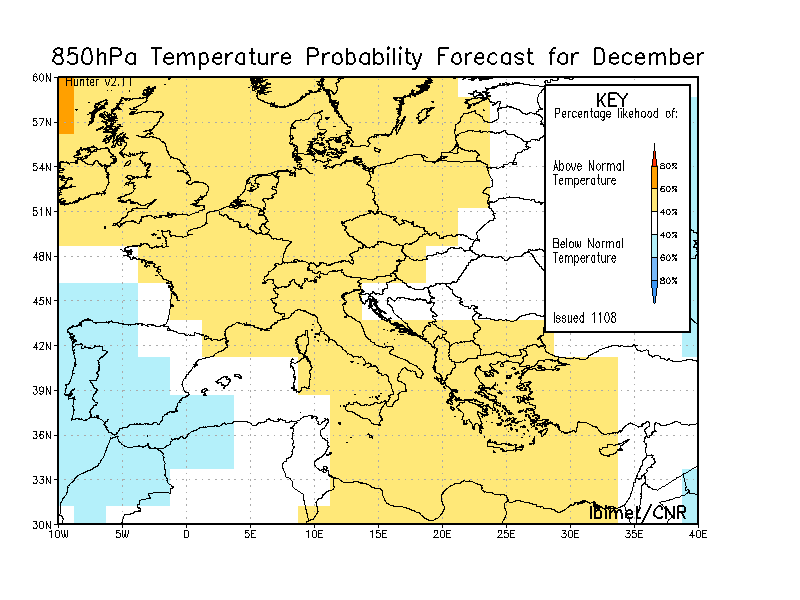 850hPa Temperature Probability Forecast for December
60N
Hunter v2.11
57N
54N
51N
48N
45N
42N
39N
36N
33N
30N
KEY
Percentage likehood of:
Above Normal
Temperature
Below Normal
Temperature
80%
60%
40%
40%
60%
80%
Issued 1108
Ibimet/CNR
10W 5W 0 5E 10E 15E 20E 25E 30E 35E 40E